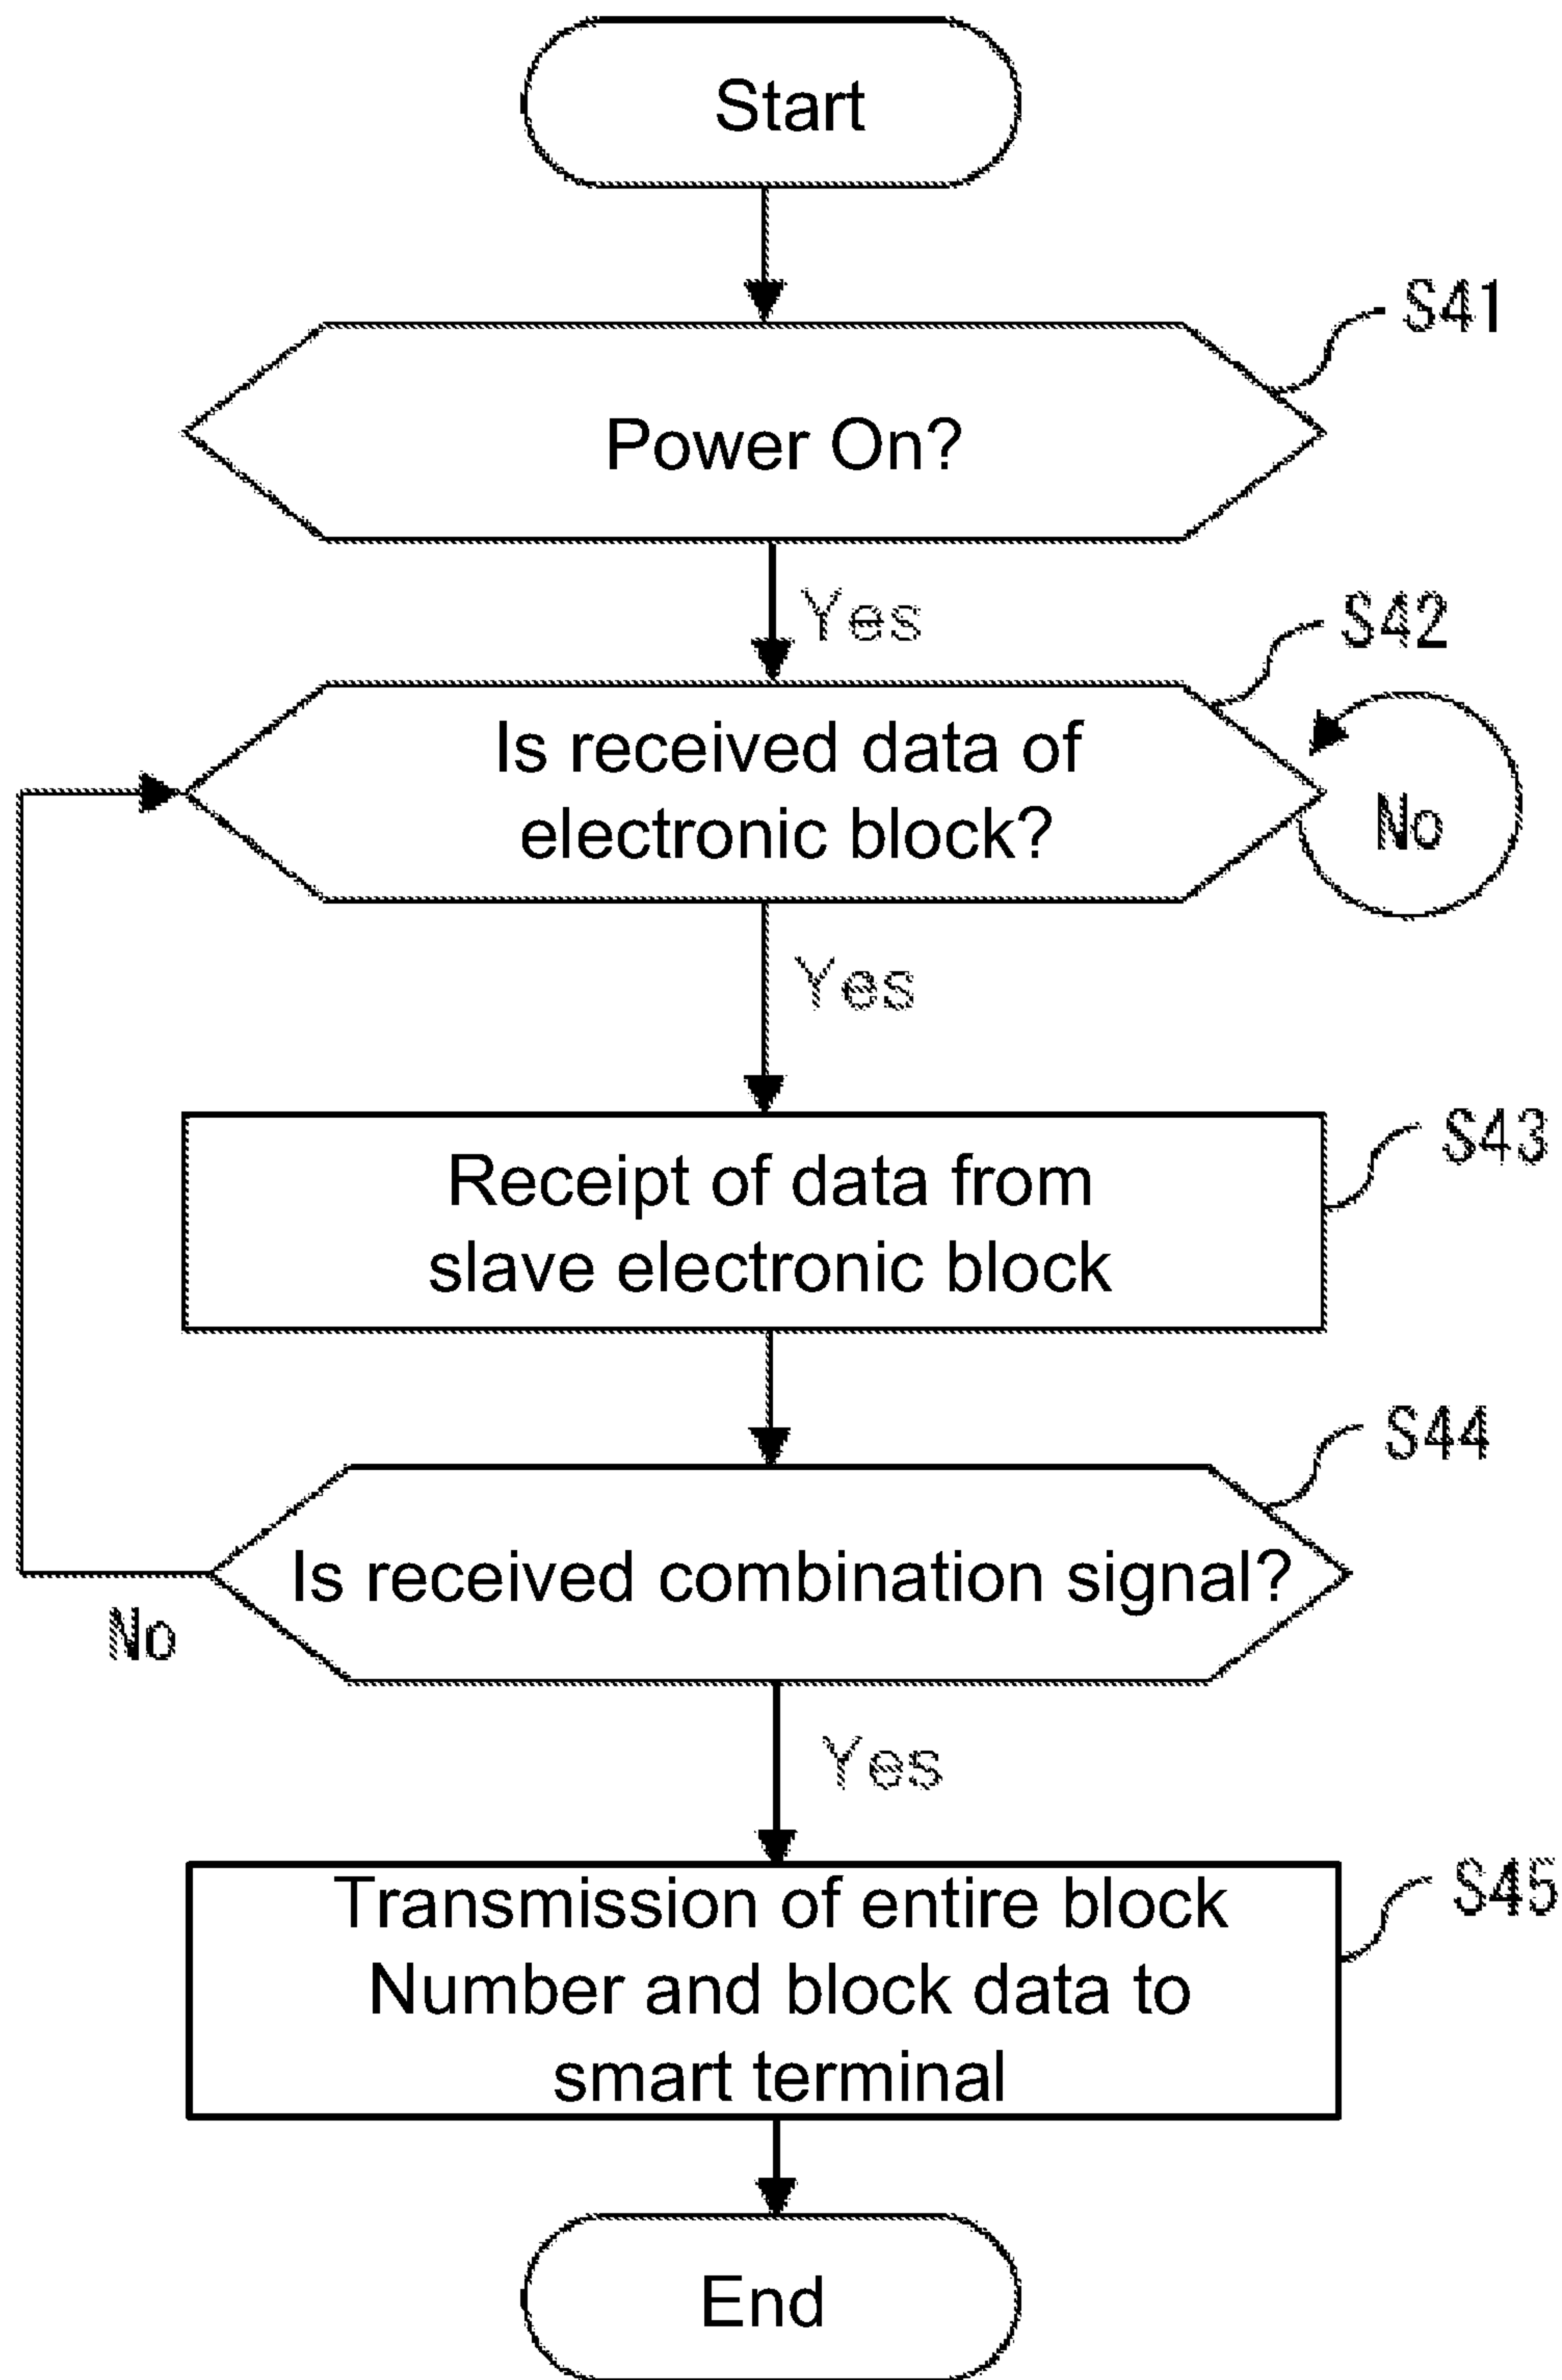 Start
S41
Power On?
Yes
S42
Is received data of
electronic block?
No
Yes
S43
Receipt of data from
slave electronic block
S44
Is received combination signal?
No
Yes
S45
Transmission of entire block
Number and block data to
smart terminal
End